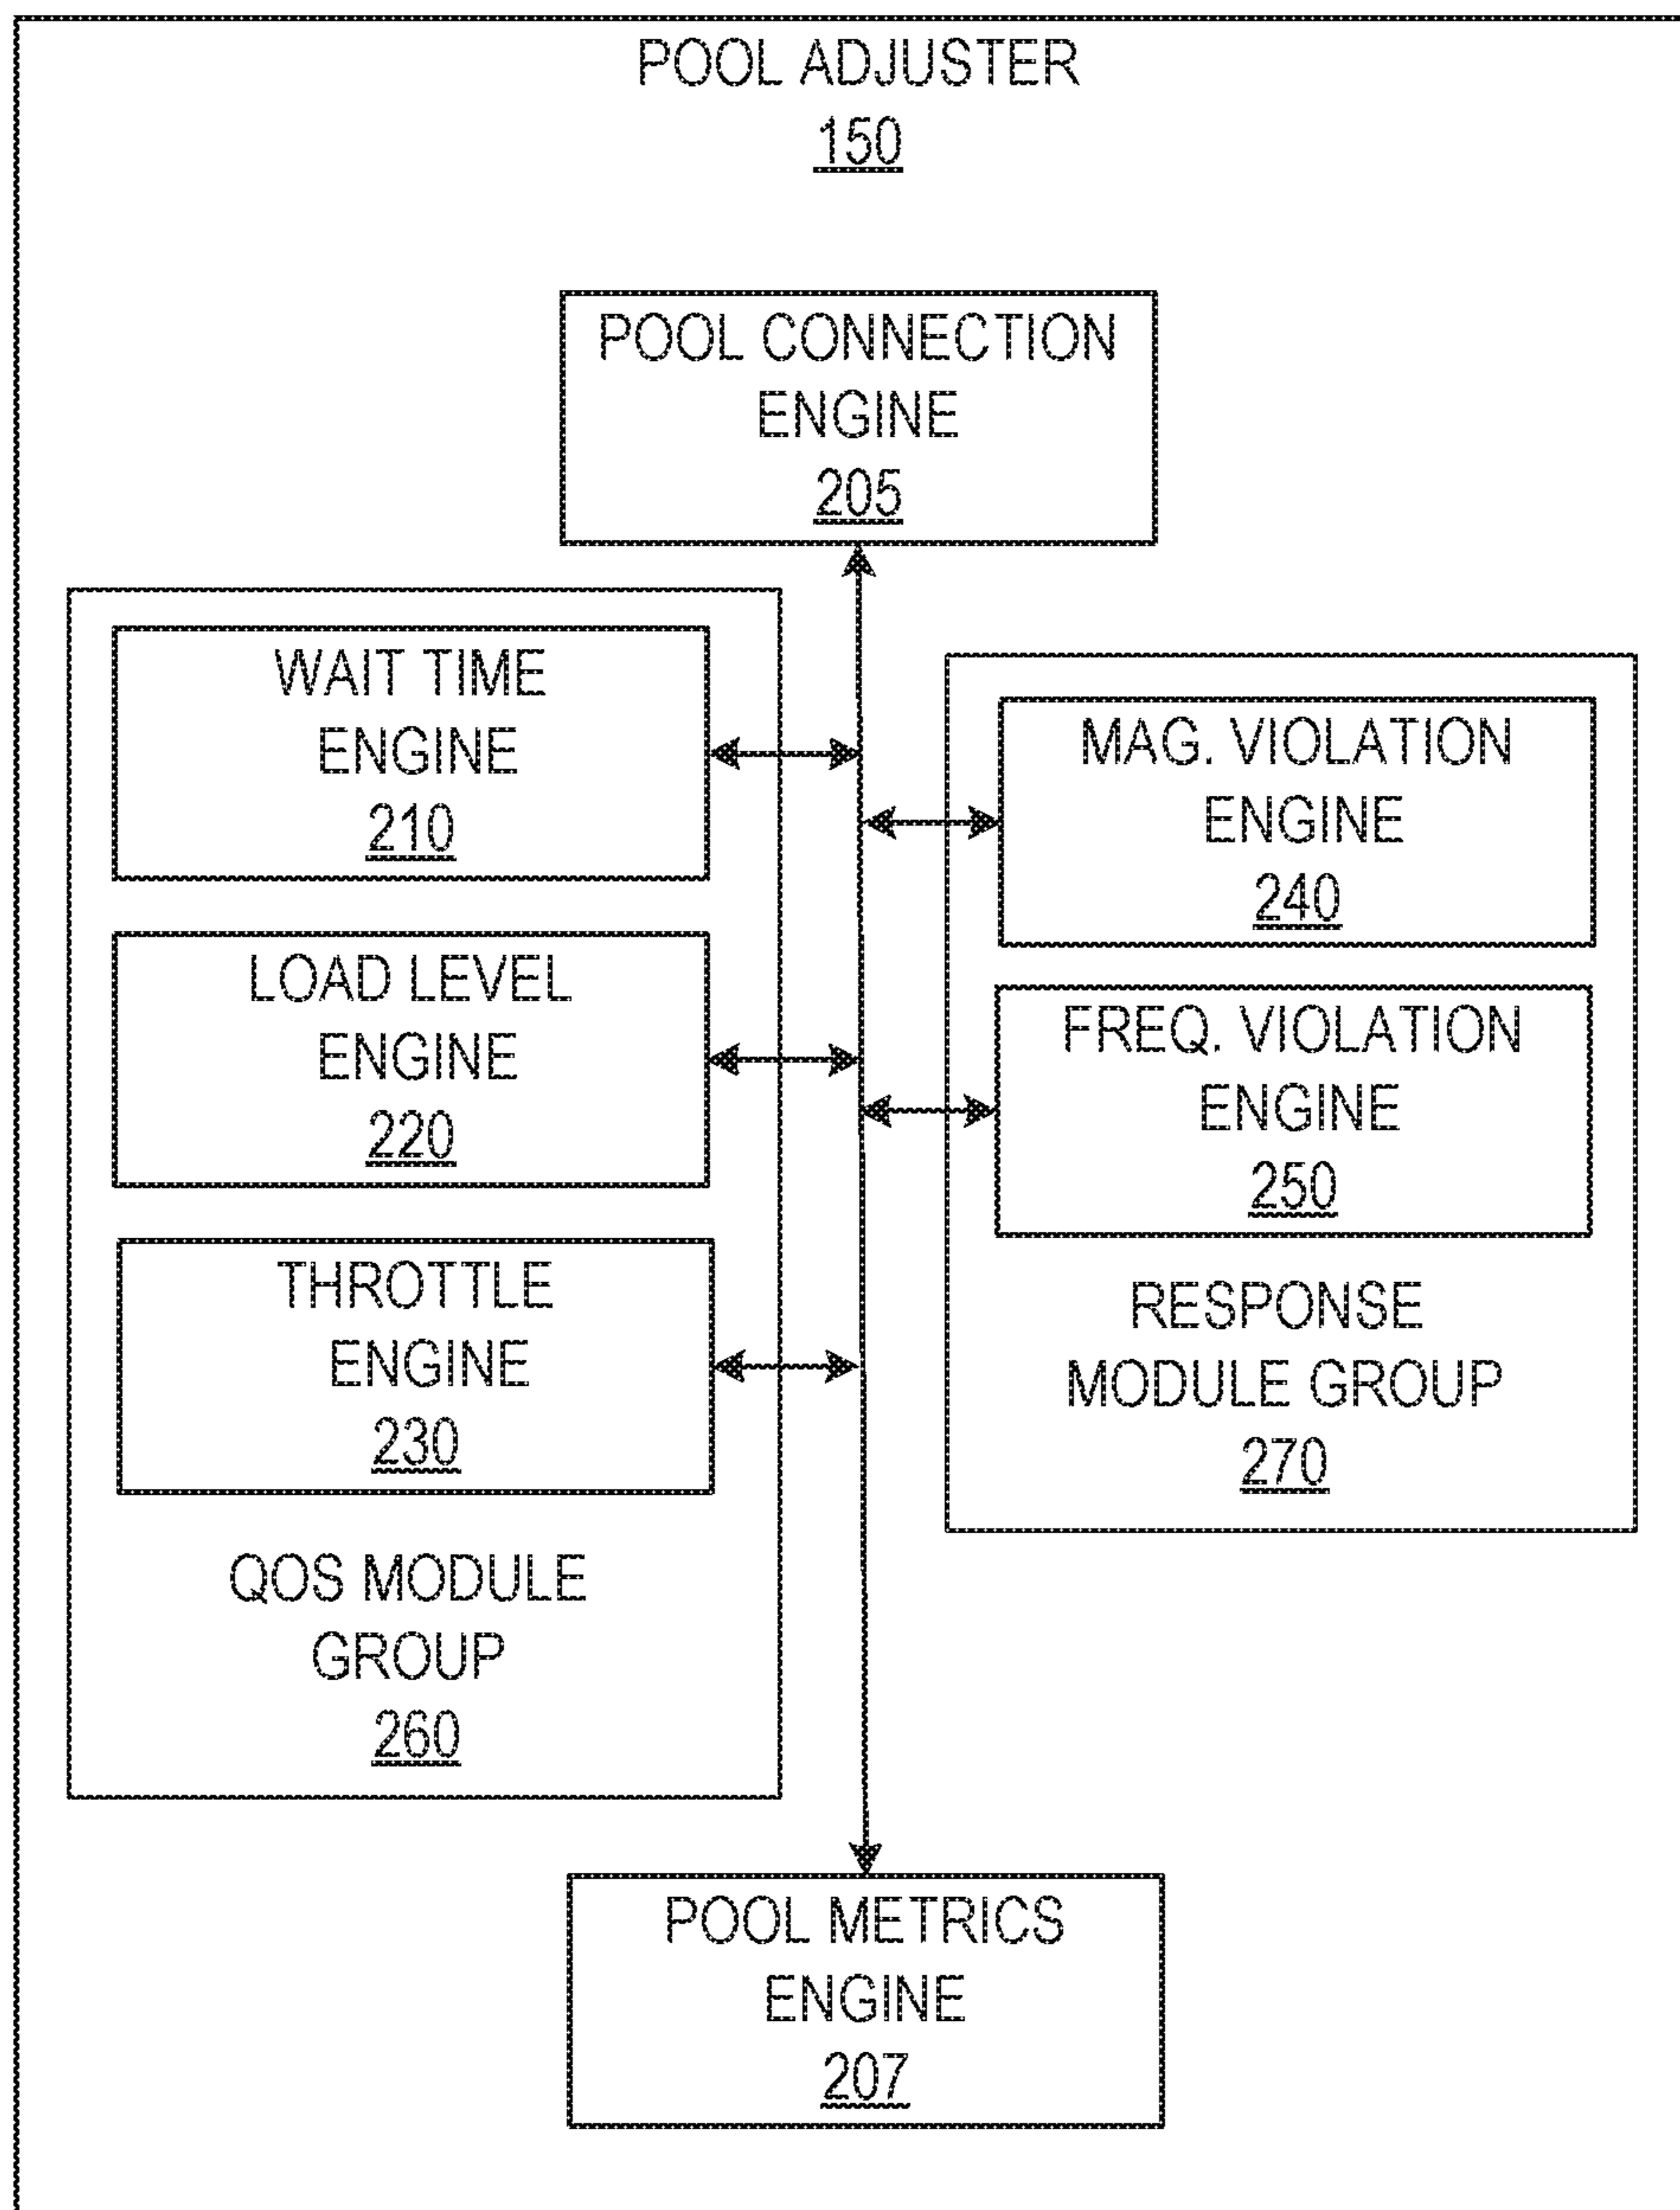 POOL ADJUSTER
150
POOL CONNECTION
ENGINE
205
WAIT TIME
ENGINE
210
LOAD LEVEL
ENGINE
220
THROTTLE
ENGINE
230
QOS MODULE
GROUP
260
MAG. VIOLATION
ENGINE
240
FREQ. VIOLATION
ENGINE
250
RESPONSE
MODULE GROUP
270
POOL METRICS
ENGINE
207